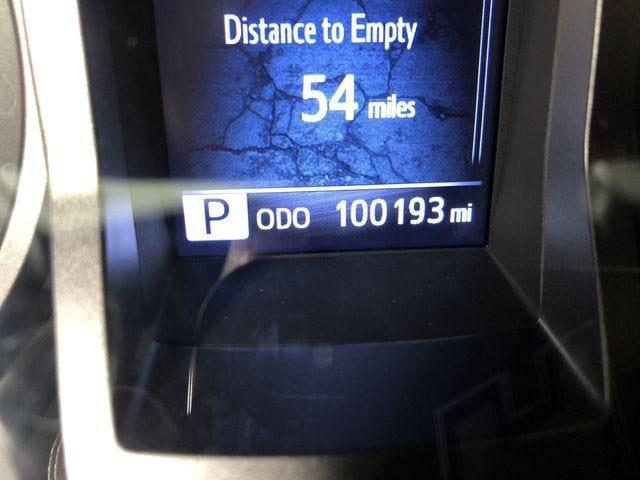 Distance to Empty
54 miles
P ODO 100193 mi